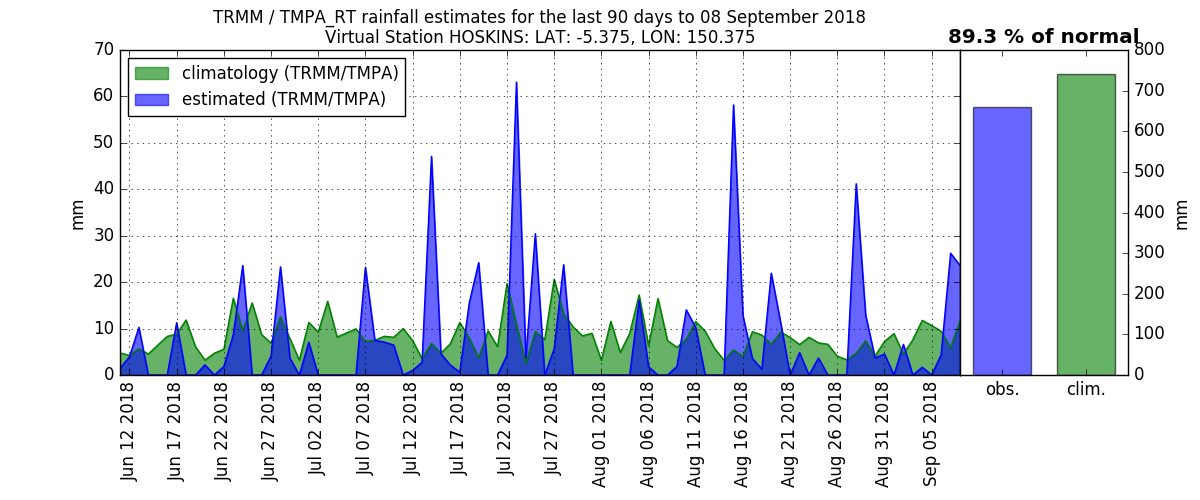 TRMM / TMPA_RT rainfall estimates for the last 90 days to 08 September 2018
Virtual Station HOSKINS: LAT: -5.375, LON: 150.375
89.3 % of normal
climatology (TRMM/TMPA)
estimated (TRMM/TMPA)
70
60
50
40
30
20
10
0
mm
Jun 12 2018
Jun 17 2018
Jun 22 2018
Jun 27 2018
Jul 02 2018
Jul 07 2018
Jul 12 2018
Jul 17 2018
Jul 22 2018
Jul 27 2018
Aug 01 2018
Aug 06 2018
Aug 11 2018
Aug 16 2018
Aug 21 2018
Aug 26 2018
Aug 31 2018
Sep 05 2018
obs.
clim.
800
700
600
500
400
300
200
100
0
mm